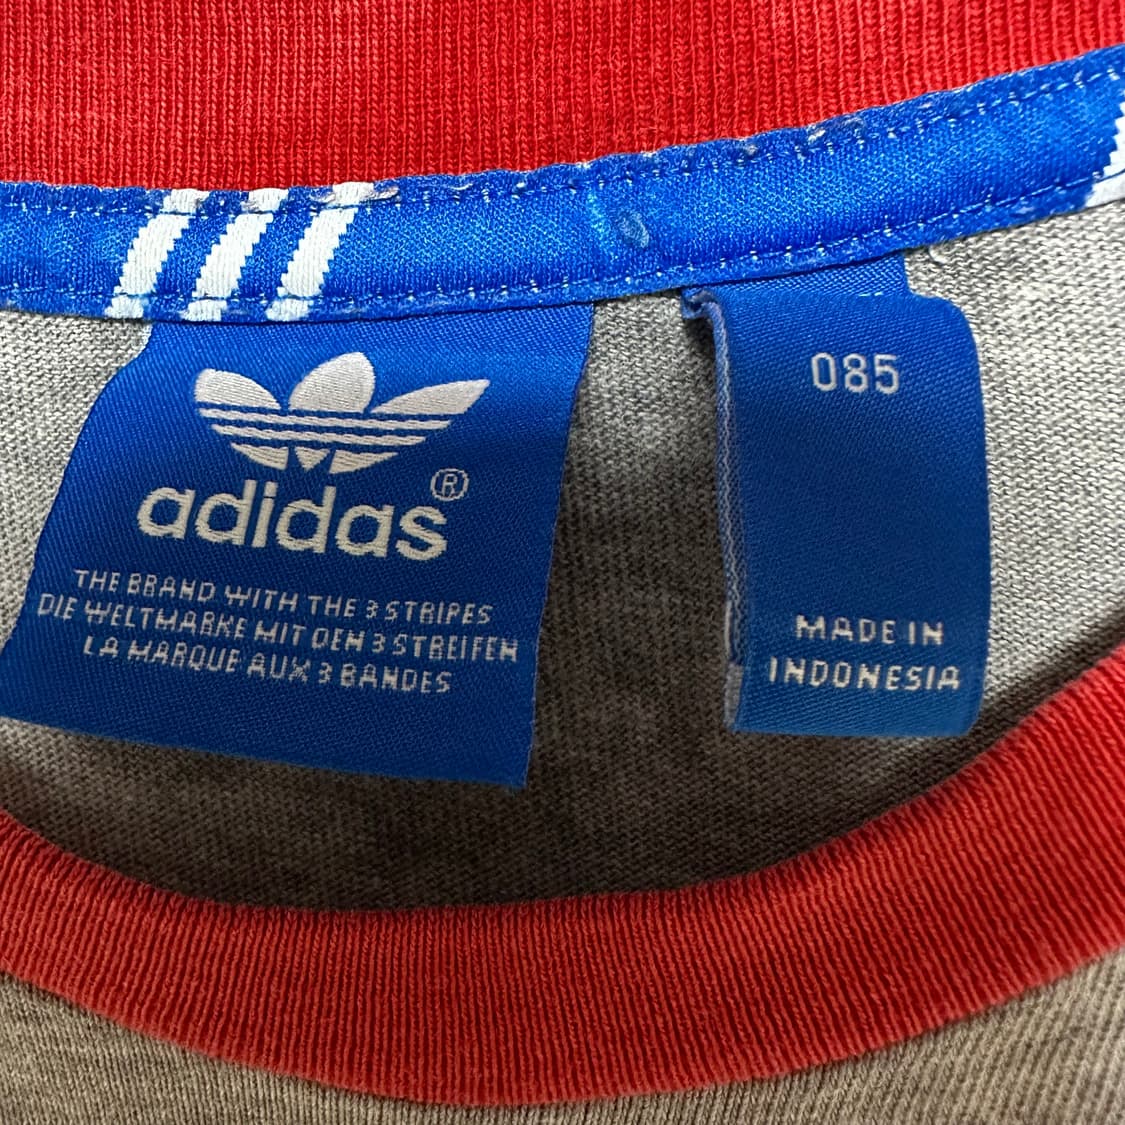 adidas®
THE BRAND WITH THE 3 STRIPES
DIE WELTMARKE MIT DEN 3 STREIFEN
LA MARQUE AUX 3 BANDES
085
MADE IN
INDONESIA